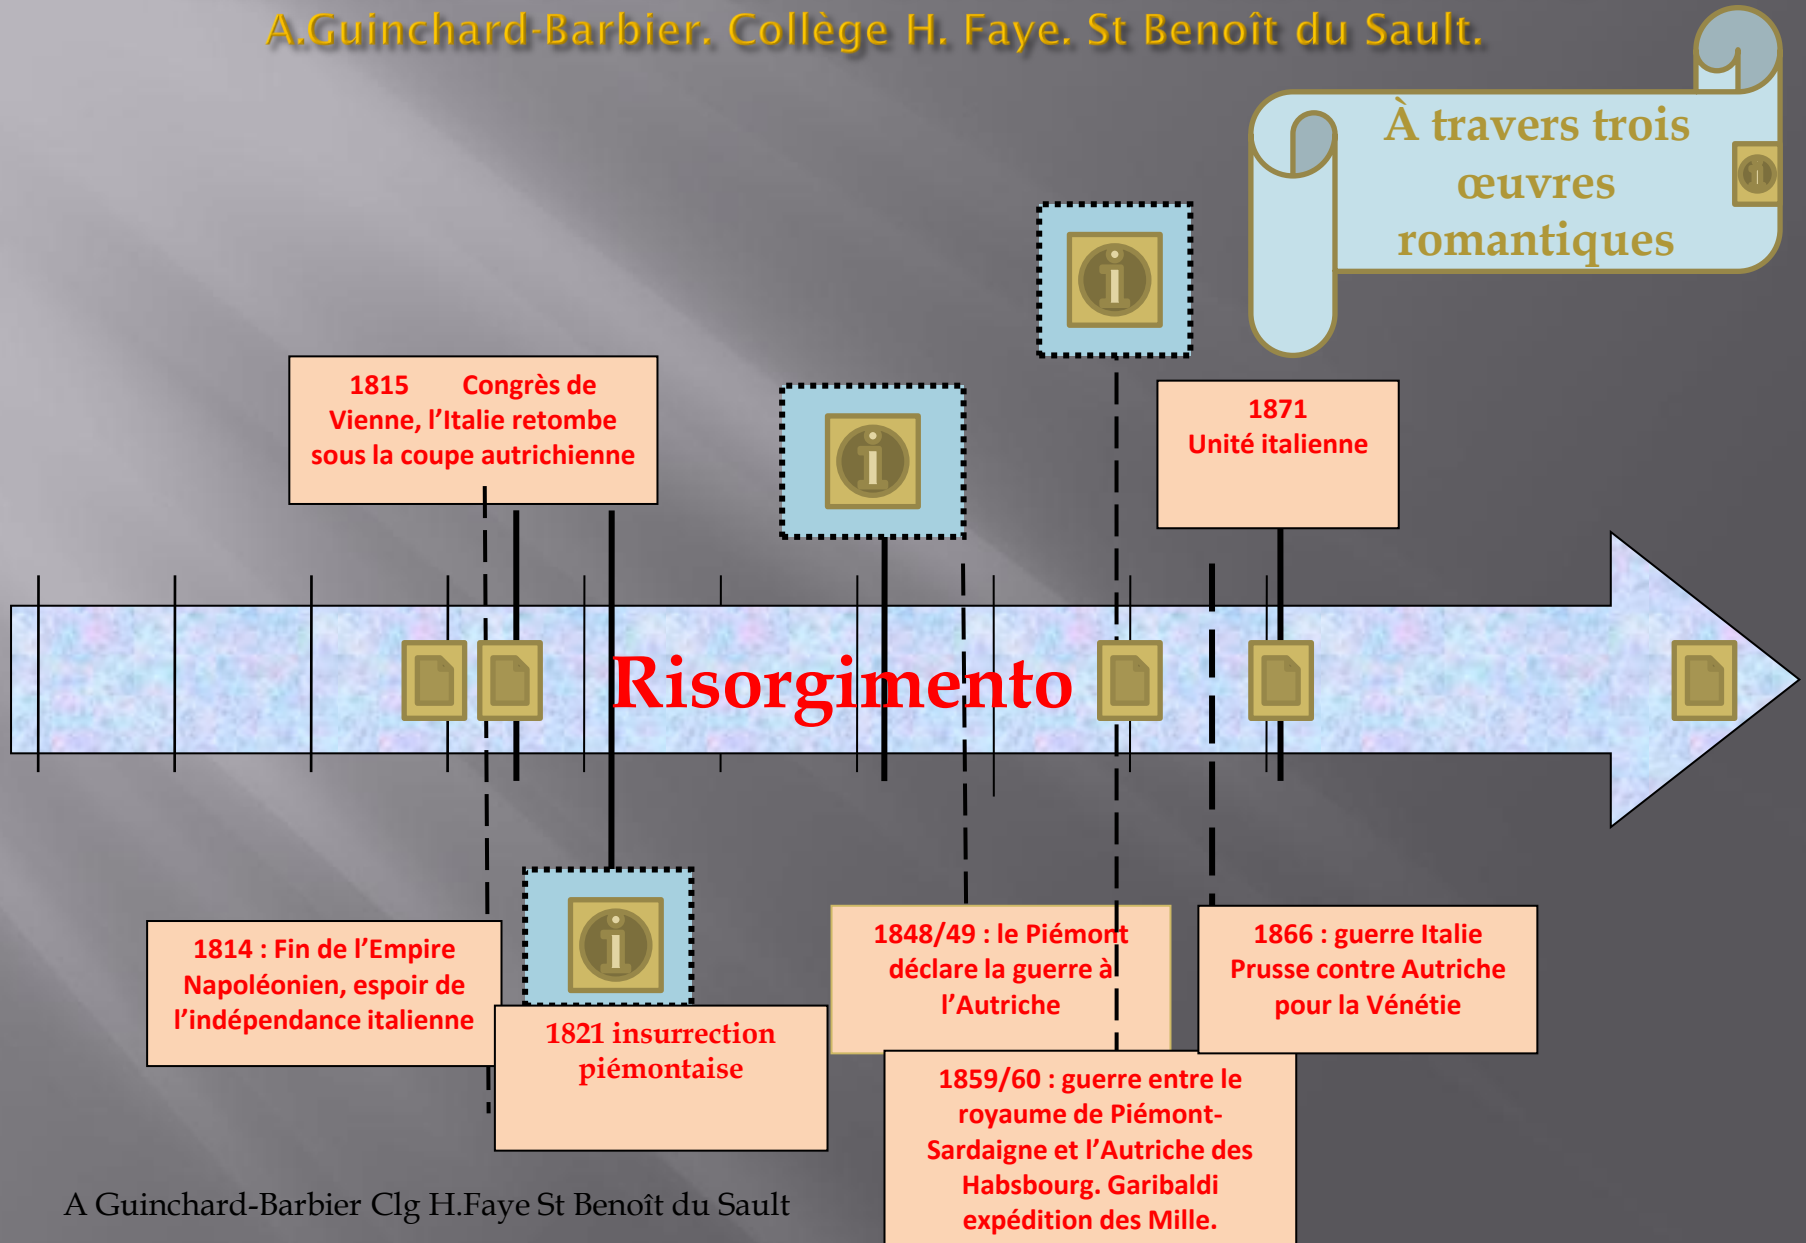 A.Guinchard-Barbier. Collège H. Faye. St Benoît du Sault.
À travers trois
œuvres
romantiques
1815 Congrès de
Vienne, l’Italie retombe
sous la coupe autrichienne
1871
Unité italienne
Risorgimento
1814 : Fin de l’Empire
Napoléonien, espoir de
l’indépendance italienne
1821 insurrection
piémontaise
1848/49 : le Piémont
déclare la guerre à
l’Autriche
1866 : guerre Italie
Prusse contre Autriche
pour la Vénétie
1859/60 : guerre entre le
royaume de Piémont-
Sardaigne et l’Autriche des
Habsbourg. Garibaldi
expédition des Mille.
A Guinchard-Barbier Clg H.Faye St Benoît du Sault